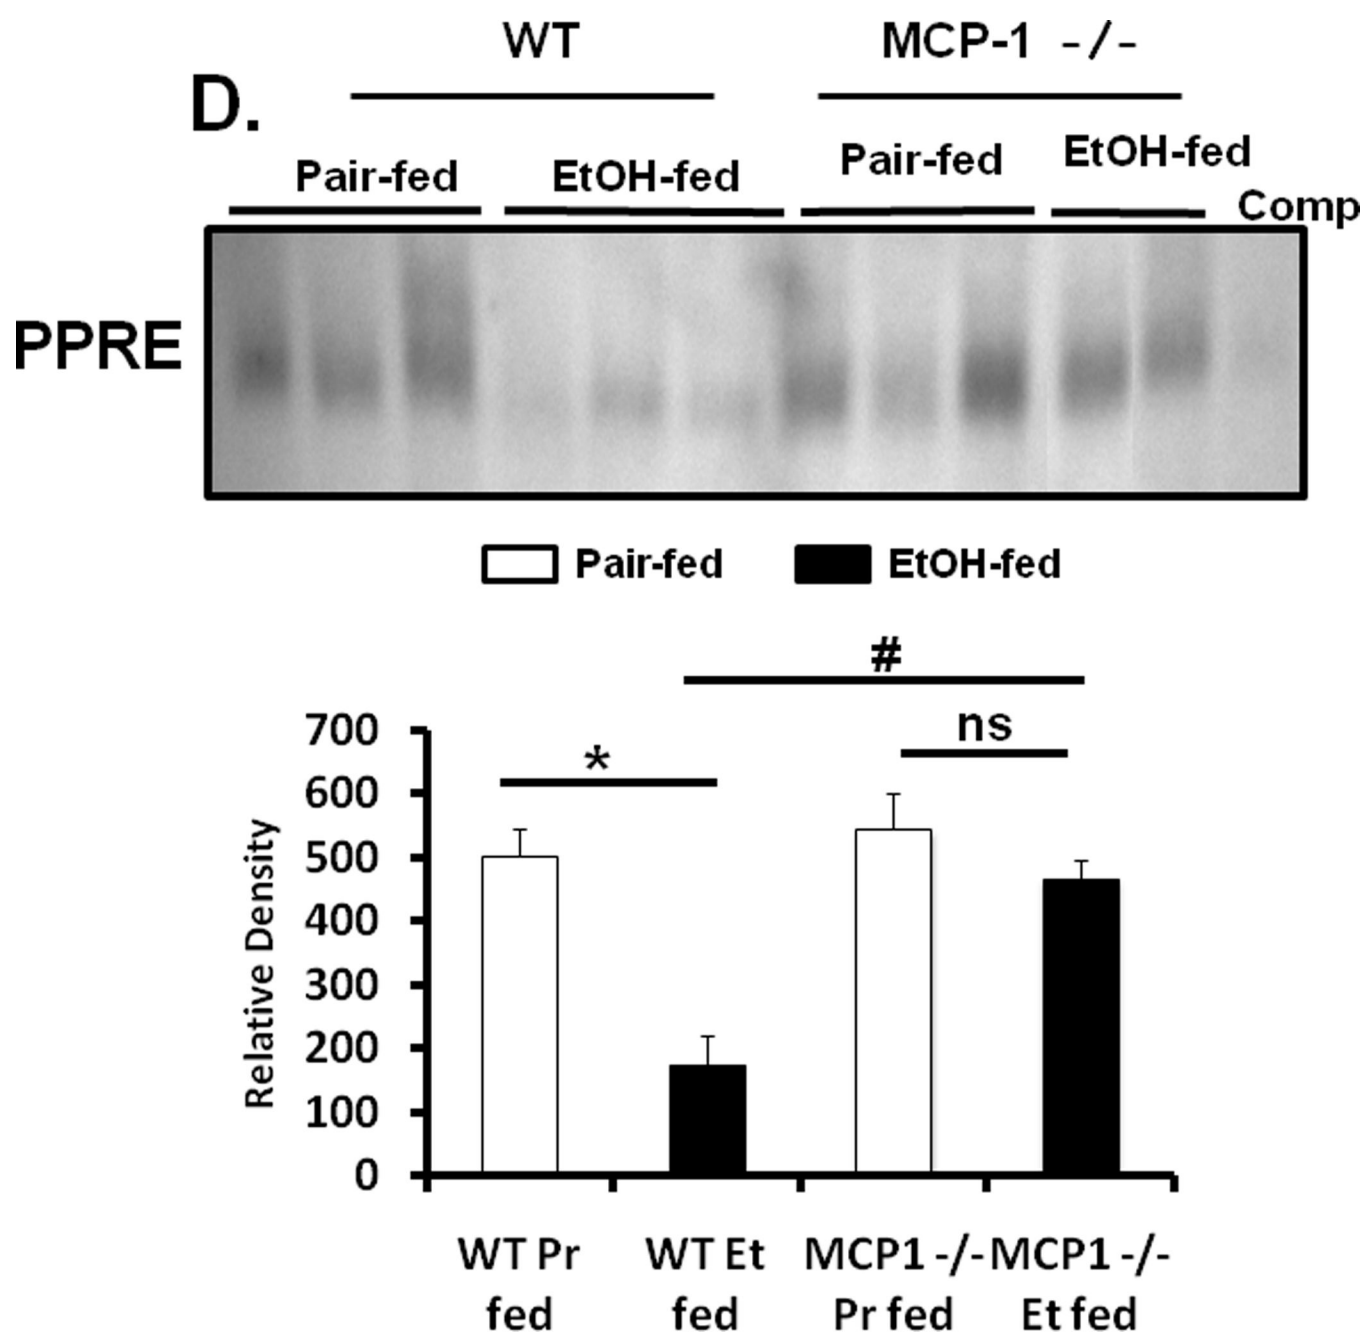 WT
MCP-1 -/-
D.
Pair-fed
EtOH-fed
Pair-fed
EtOH-fed
Comp
PPRE
Pair-fed
EtOH-fed
#
ns
*
700
600
500
400
300
200
100
0
Relative Density
WT Pr
fed
WT Et
fed
MCP1 -/-
Pr fed
MCP1 -/-
Et fed